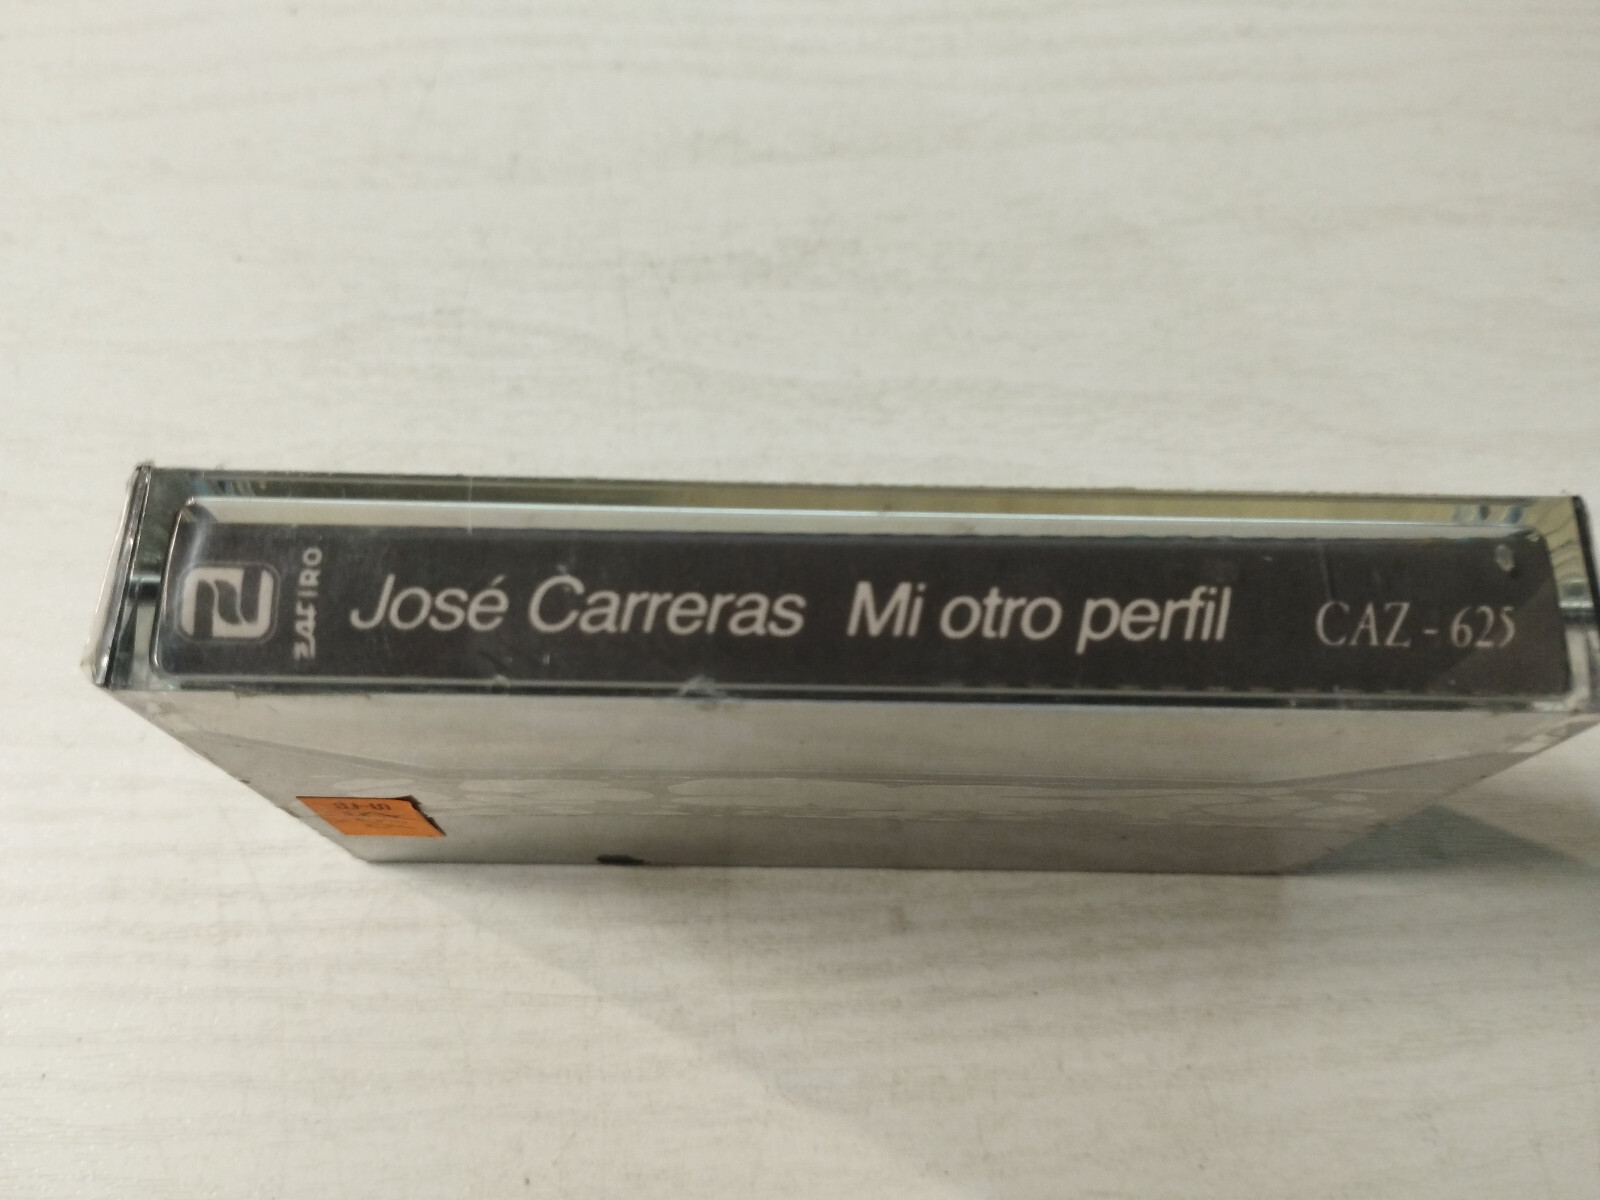 ZAFIRO
José Carreras Mi otro perfil CAZ - 625